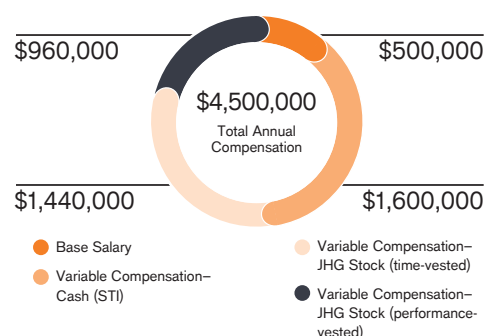 $960,000
$500,000
$4,500,000
Total Annual
Compensation
$1,440,000
$1,600,000
Base Salary
Variable Compensation–
Cash (STI)
Variable Compensation–
JHG Stock (time-vested)
Variable Compensation–
JHG Stock (performance-
vested)